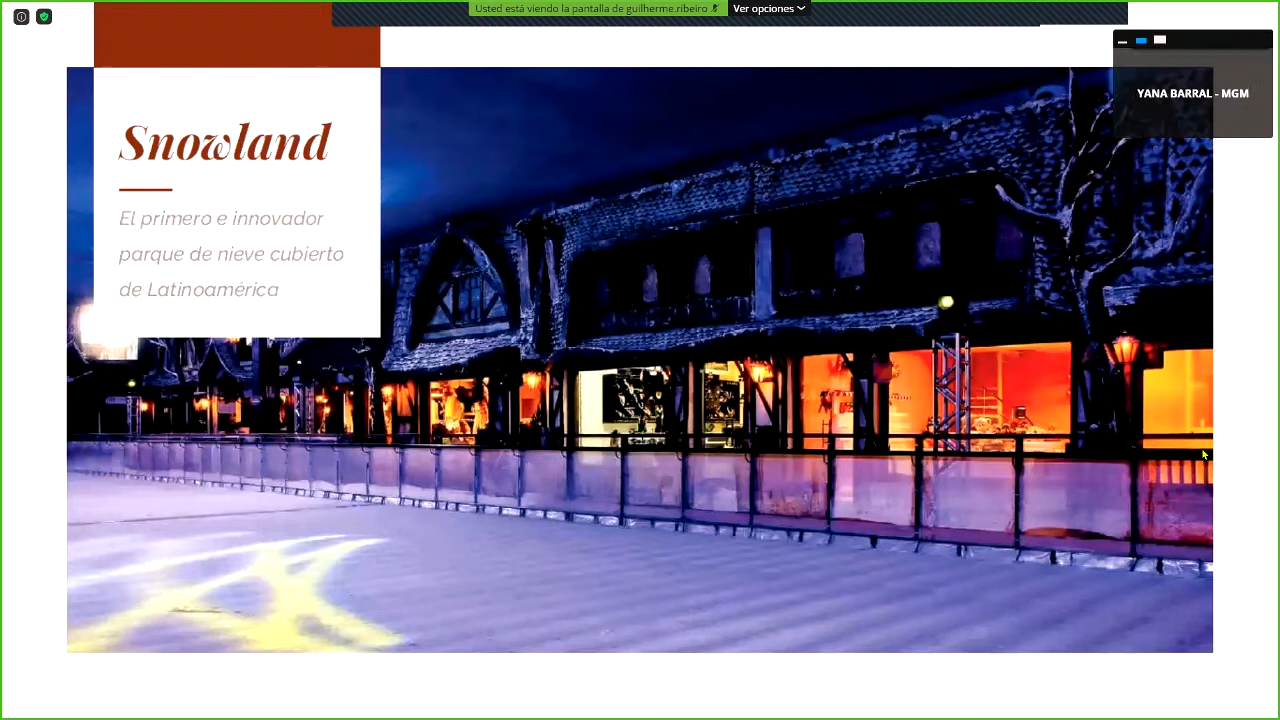 Usted está viendo la pantalla de guilherme.ribeiro
Ver opciones
YANA BARRAL - MGM
Snowland
El primero e innovador
parque de nieve cubierto
de Latinoamérica